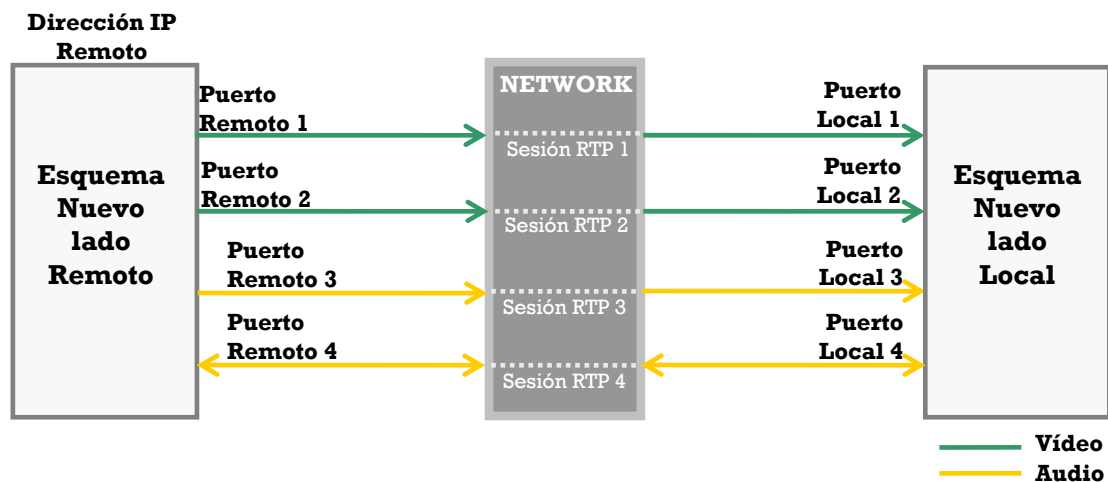 Dirección IP
Remoto
NETWORK
Puerto
Remoto 1
Puerto
Local 1
Sesión RTP 1
Puerto
Remoto 2
Puerto
Local 2
Sesión RTP 2
Esquema
Nuevo
lado
Remoto
Esquema
Nuevo
lado
Local
Puerto
Remoto 3
Puerto
Local 3
Sesión RTP 3
Puerto
Remoto 4
Puerto
Local 4
Sesión RTP 4
Vídeo
Audio